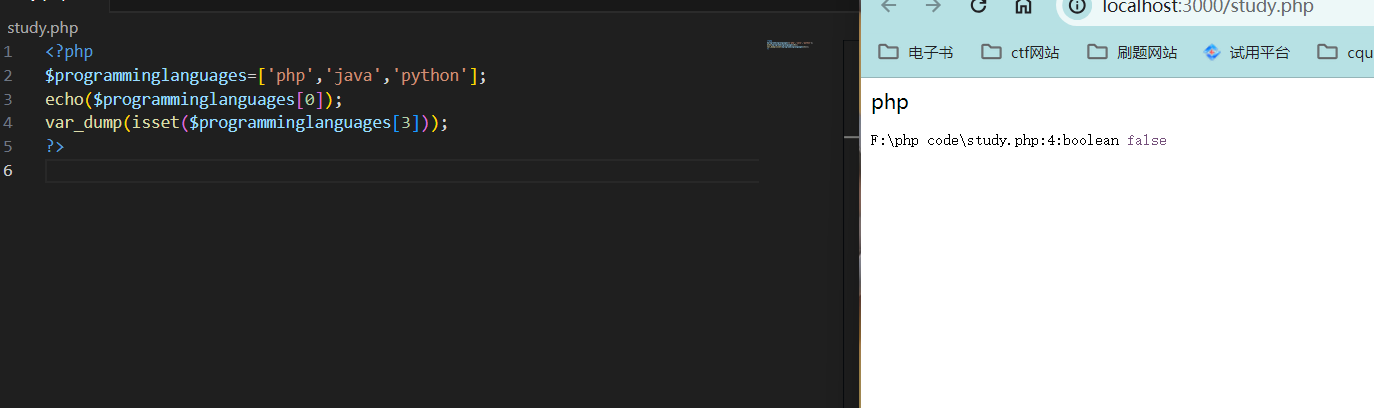 study.php
1 <?php
2 $programminglanguages=['php','java','python'];
3 echo($programminglanguages[0]);
4 var_dump(isset($programminglanguages[3]));
5 ?>
6
localhost:3000/study.php
电子书 ctf网站 刷题网站 试用平台 cqu
php
F:\php code\study.php:4:boolean false